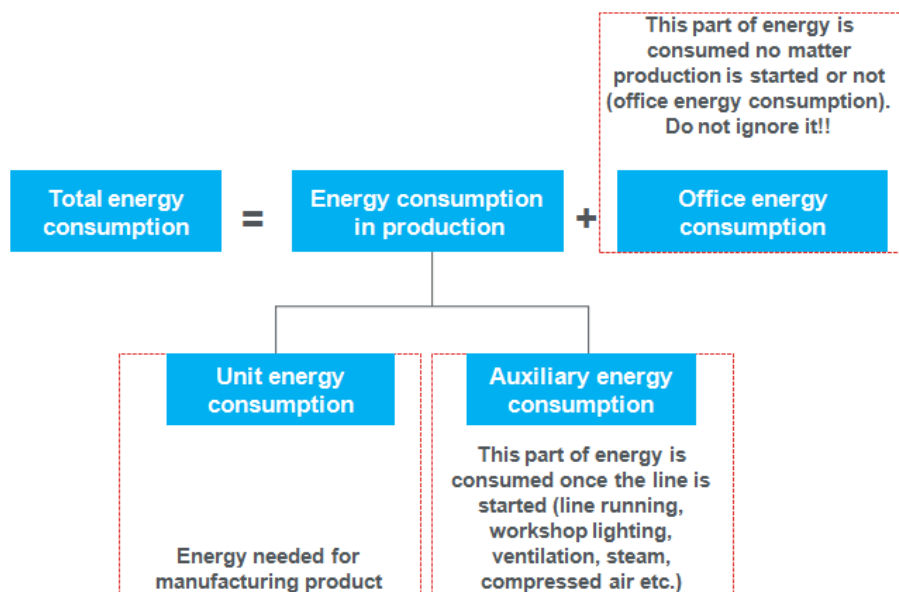 This part of energy is
consumed no matter
production is started or not
(office energy consumption).
Do not ignore it!!
Total energy
consumption
=
Energy consumption
in production
+
Office energy
consumption
Unit energy
consumption
Auxiliary energy
consumption
Energy needed for
manufacturing product
This part of energy is
consumed once the line is
started (line running,
workshop lighting,
ventilation, steam,
compressed air etc.)